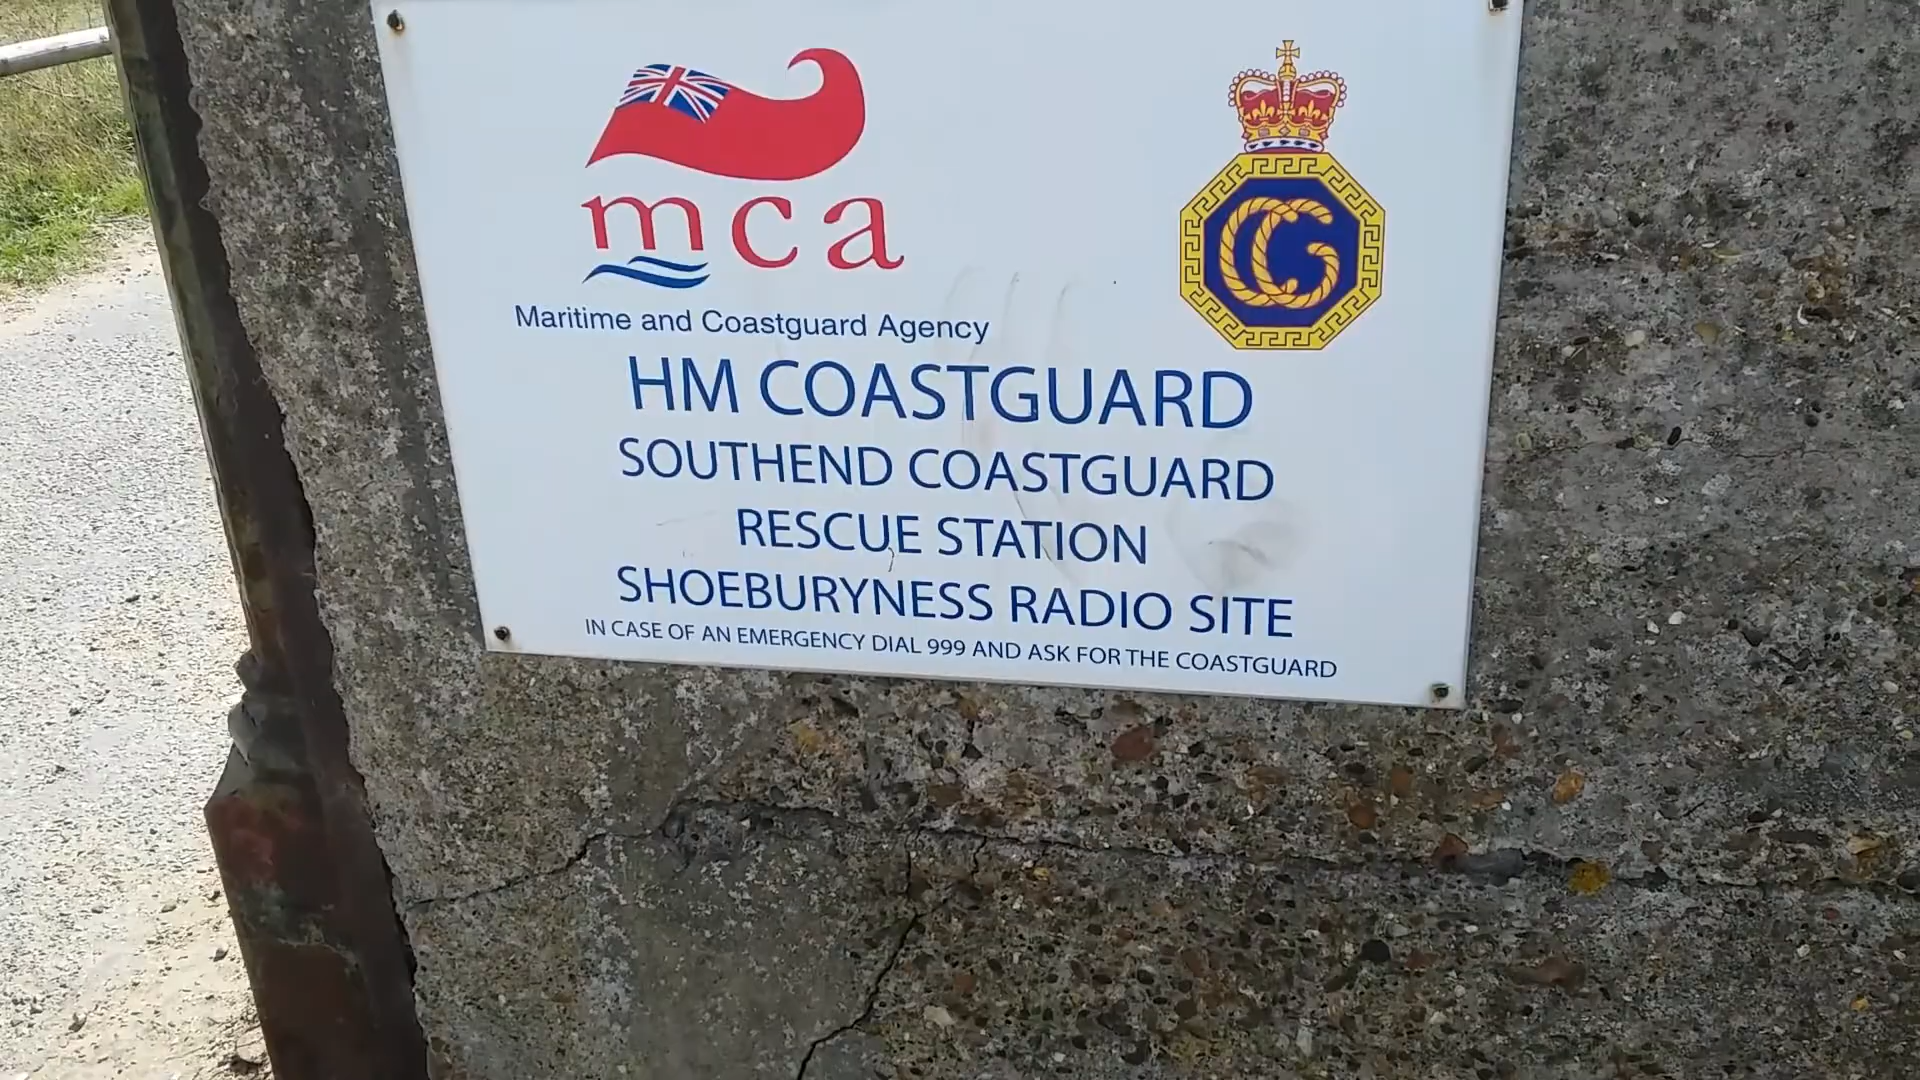 mca
CG
Maritime and Coastguard Agency
HM COASTGUARD
SOUTHEND COASTGUARD
RESCUE STATION
SHOEBURYNESS RADIO SITE
IN CASE OF AN EMERGENCY DIAL 999 AND ASK FOR THE COASTGUARD